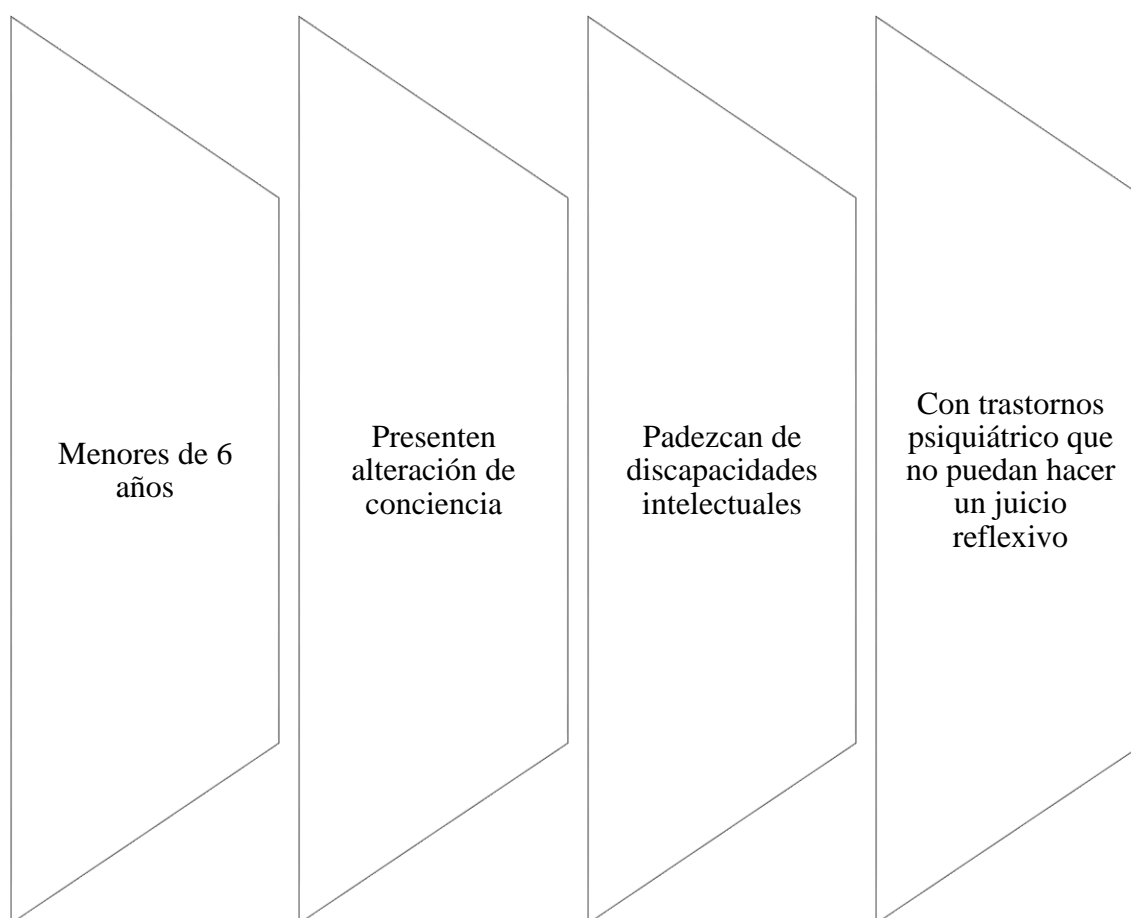 Menores de 6
años
Presenten
alteración de
conciencia
Padezcan de
discapacidades
intelectuales
Con trastornos
psiquiátrico que
no puedan hacer
un juicio
reflexivo